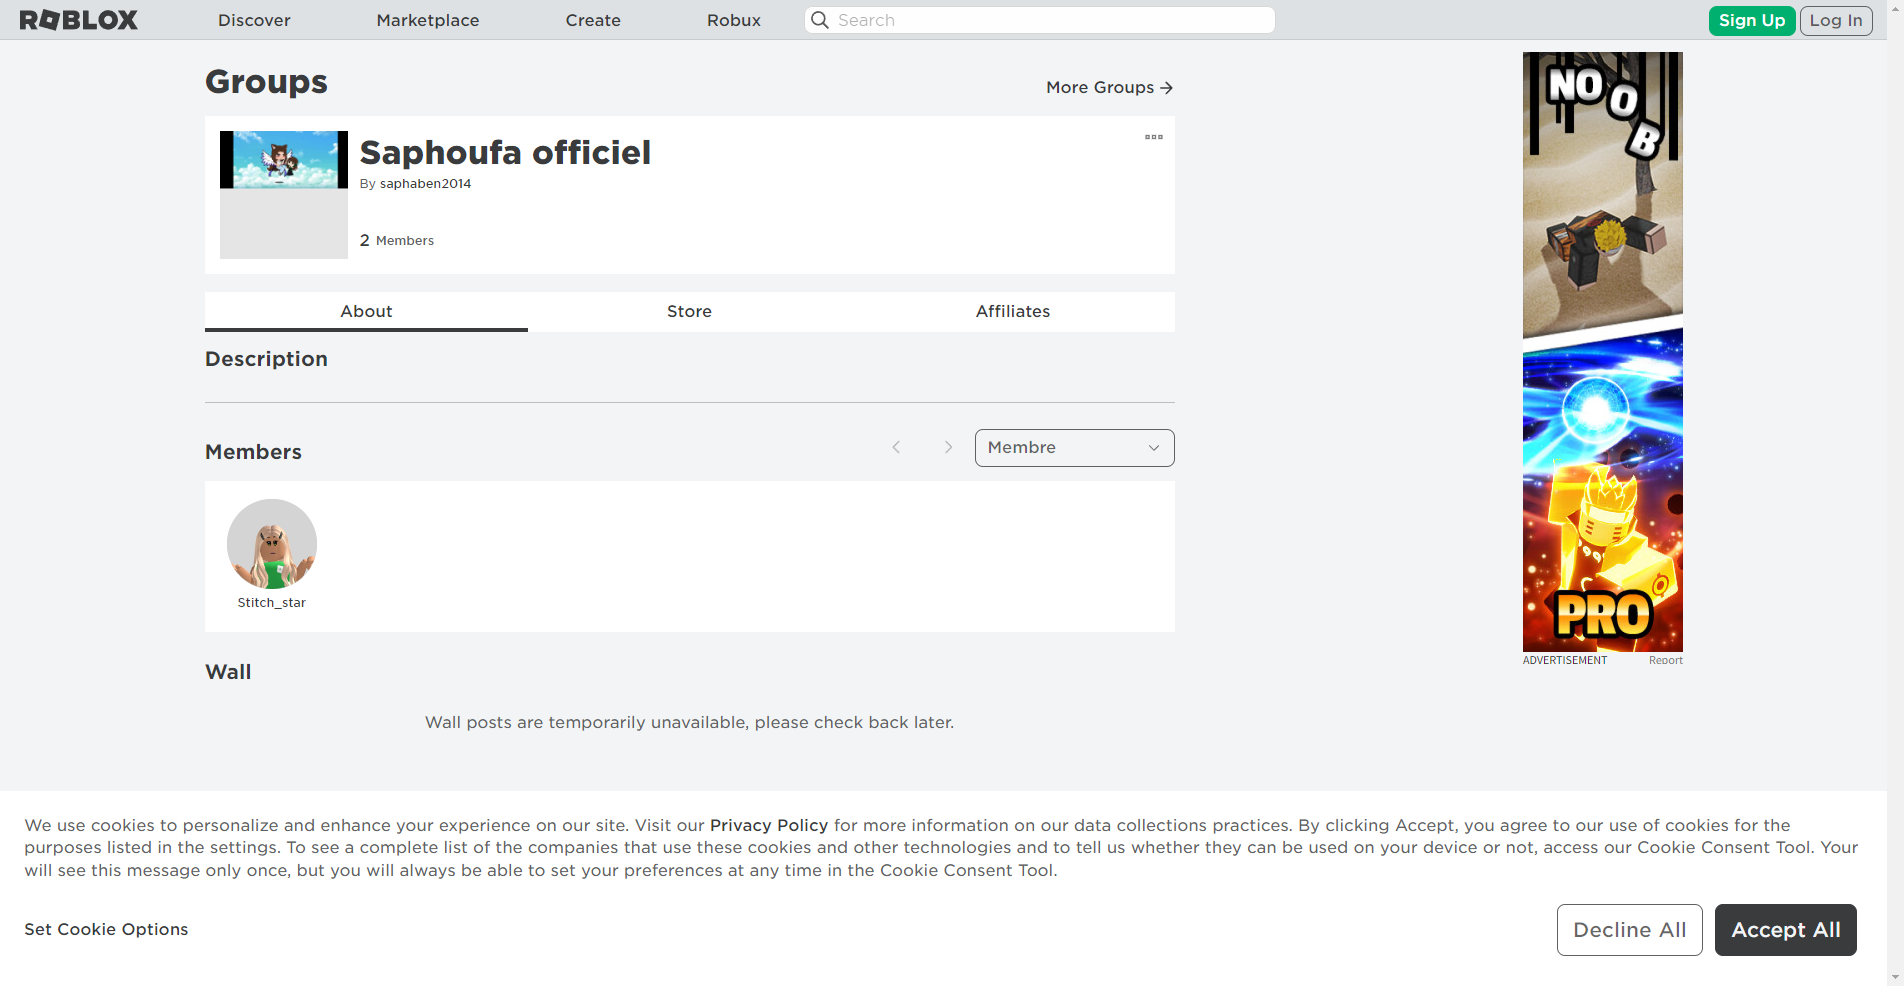 ROBLOX
Discover
Marketplace
Create
Robux
Search
Sign Up
Log In
Groups
More Groups
Saphoufa officiel
By saphaben2014
2 Members
About
Store
Affiliates
Description
Members
Membre
Stitch_star
Wall
Wall posts are temporarily unavailable, please check back later.
NOOB
PRO
ADVERTISEMENT
Report
We use cookies to personalize and enhance your experience on our site. Visit our Privacy Policy for more information on our data collections practices. By clicking Accept, you agree to our use of cookies for the
purposes listed in the settings. To see a complete list of the companies that use these cookies and other technologies and to tell us whether they can be used on your device or not, access our Cookie Consent Tool. Your
will see this message only once, but you will always be able to set your preferences at any time in the Cookie Consent Tool.
Set Cookie Options
Decline All
Accept All